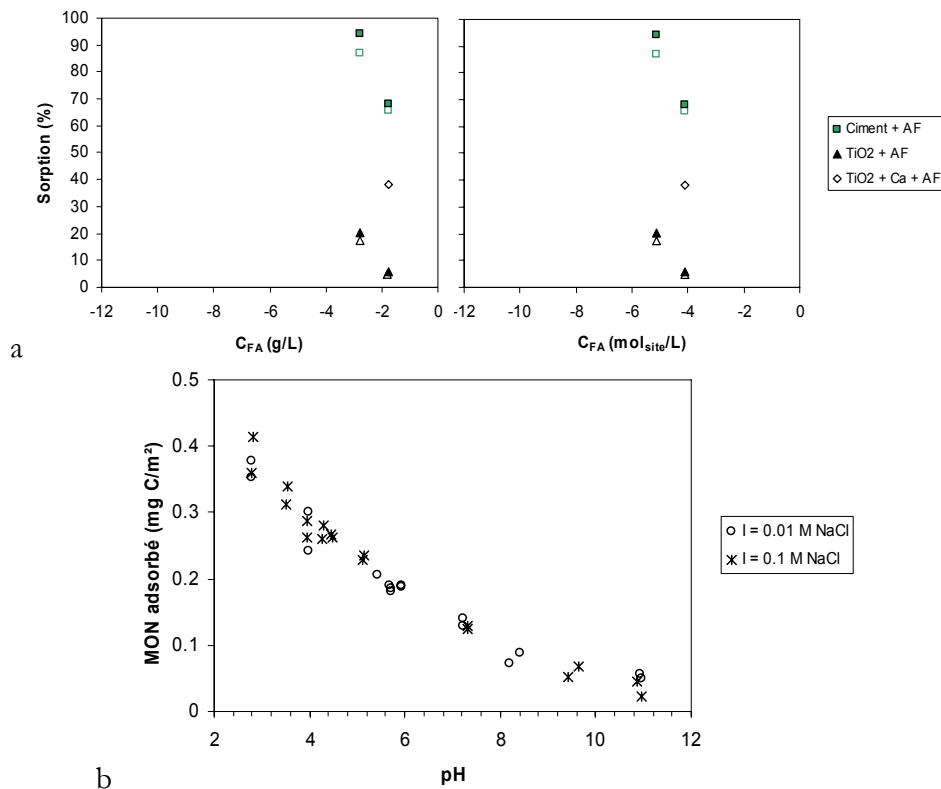 100
90
80
70
60
50
40
30
20
10
0
Sorption (%)
-12 -10 -8 -6 -4 -2 0
C_FA (g/L)
-12 -10 -8 -6 -4 -2 0
C_FA (mol_site/L)
Ciment + AF
TiO2 + AF
TiO2 + Ca + AF
a
0.5
0.4
0.3
0.2
0.1
0
MON adsorbé (mg C/m²)
2 4 6 8 10 12
pH
I = 0.01 M NaCl
I = 0.1 M NaCl
b